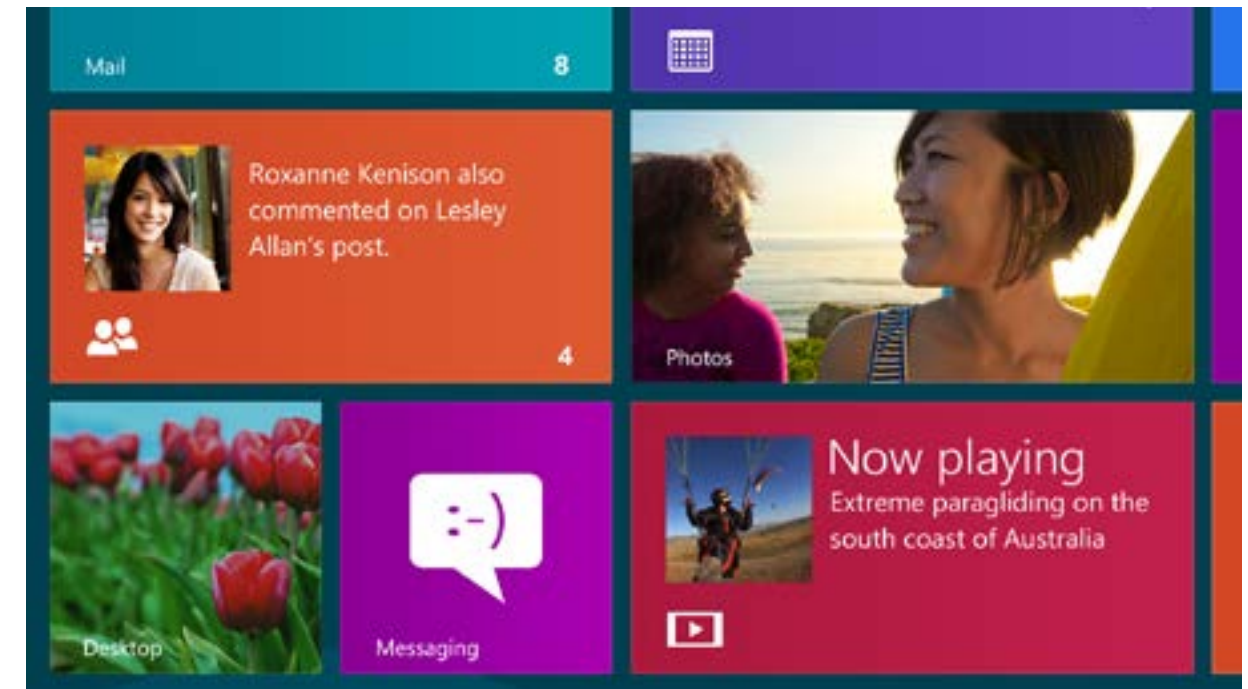 Mail
8
Roxanne Kenison also
commented on Lesley
Allan's post.
4
Photos
Desktop
:-)
Messaging
Now playing
Extreme paragliding on the
south coast of Australia